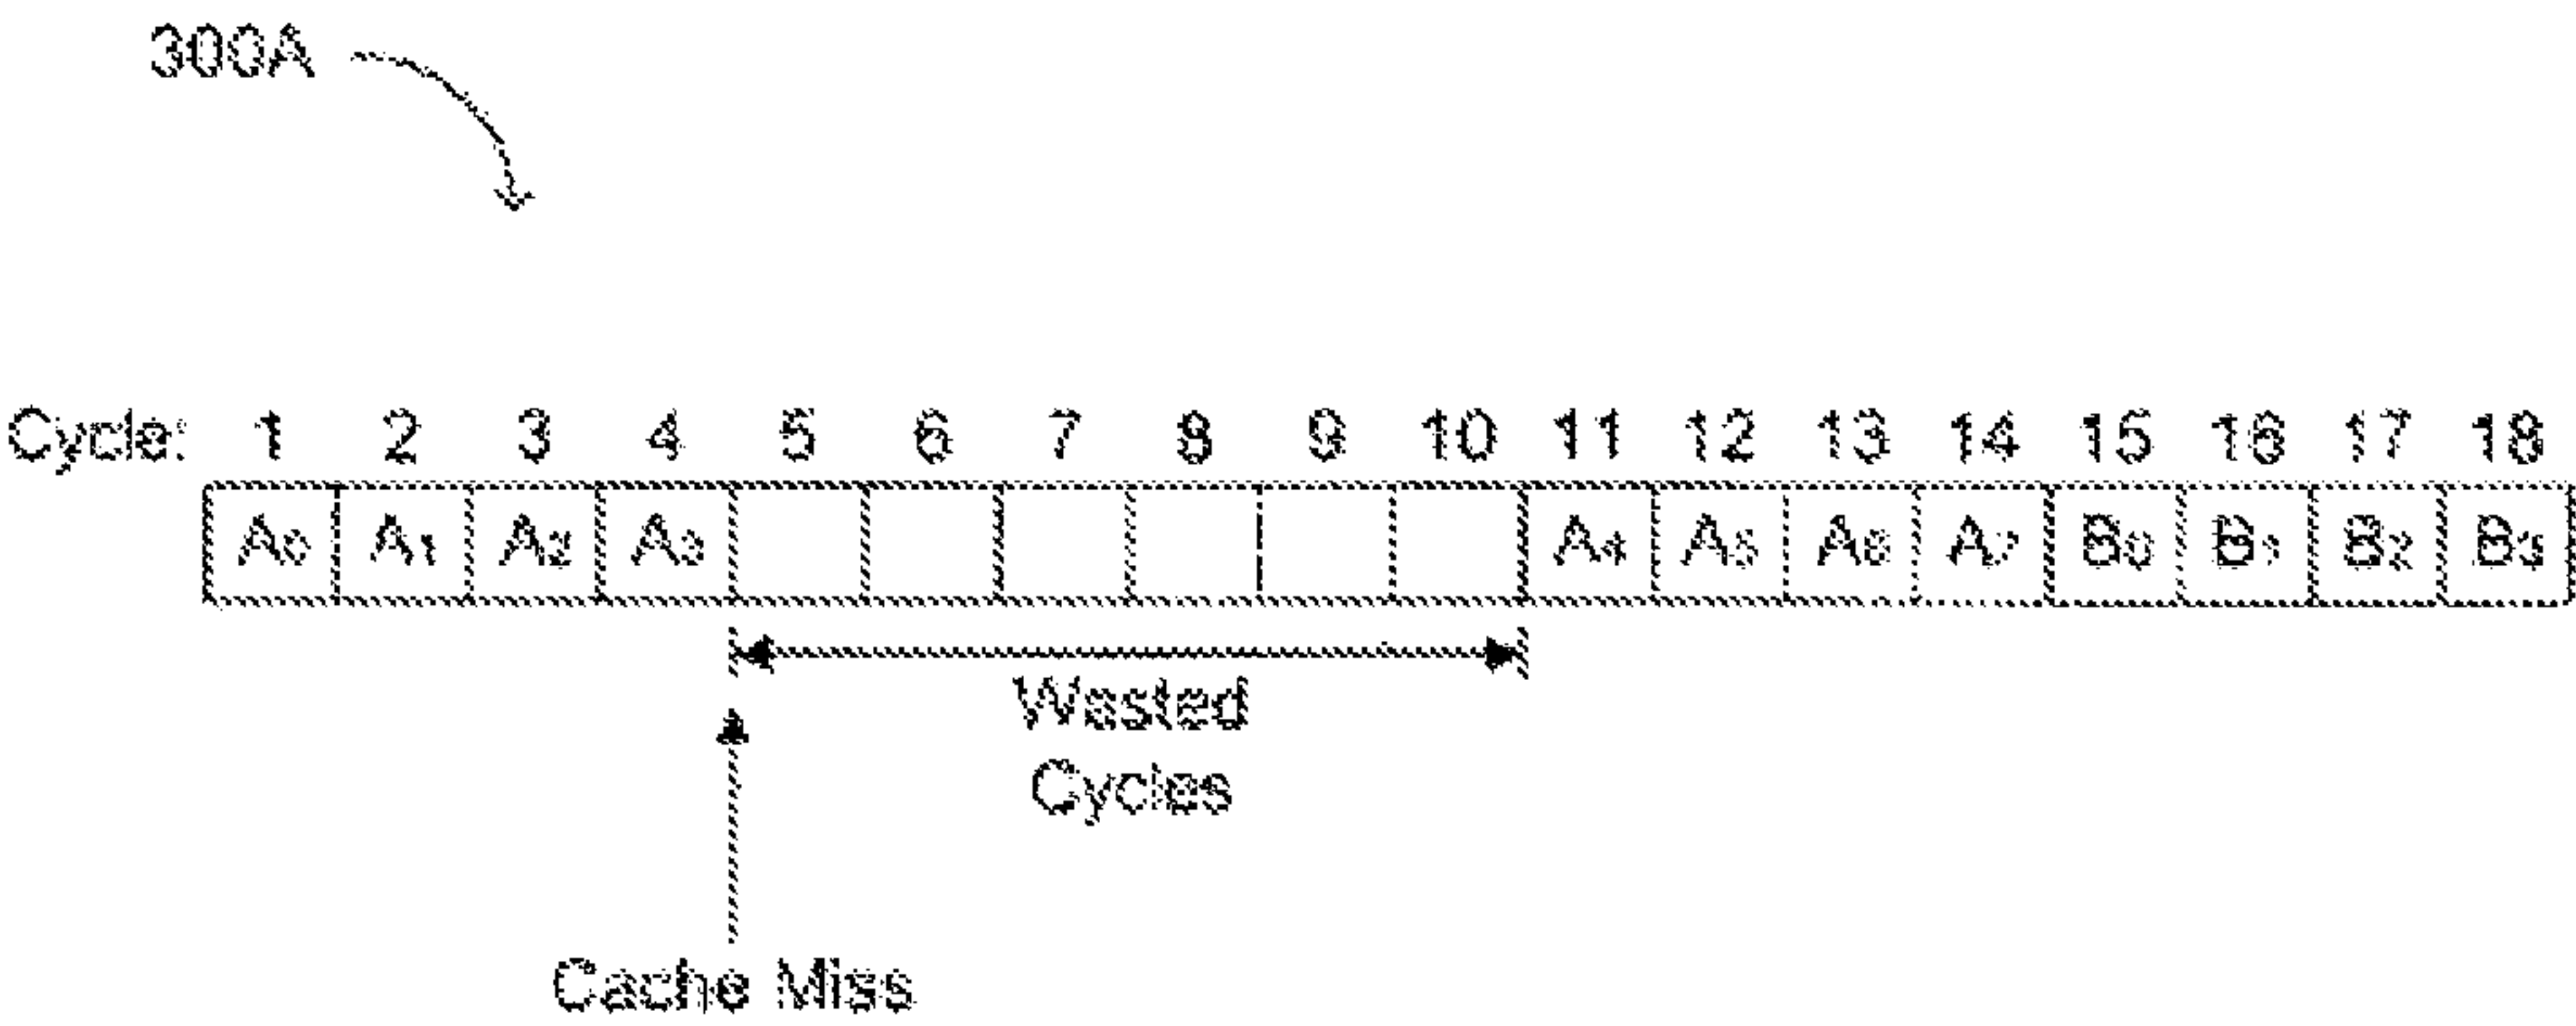 300A
Cycle: 1 2 3 4 5 6 7 8 9 10 11 12 13 14 15 16 17 18
A0 A1 A2 A3 A4 A5 A6 A7 B0 B1 B2 B3
Wasted
Cycles
Cache Miss